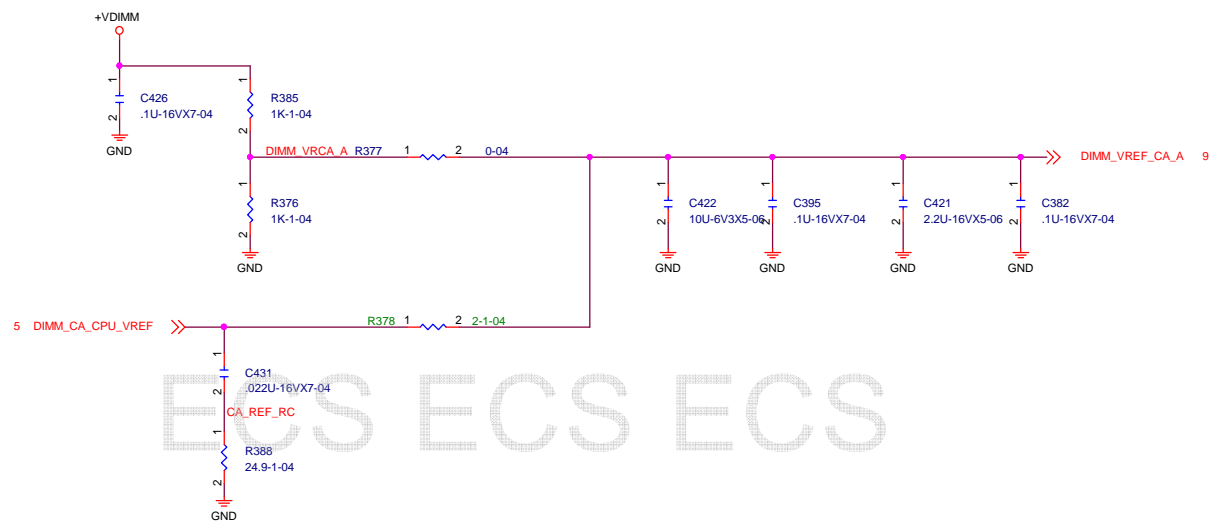 +VDIMM
1
C426
.1U-16VX7-04
2
GND
1
R385
1K-1-04
2
DIMM_VRCA_A R377 1 2 0-04
DIMM_VREF_CA_A 9
1
R376
1K-1-04
2
GND
1
C422
10U-6V3X5-06
2
GND
1
C395
.1U-16VX7-04
2
GND
1
C421
2.2U-16VX5-06
2
GND
1
C382
.1U-16VX7-04
2
GND
5 DIMM_CA_CPU_VREF
R378 1 2 2-1-04
1
C431
.022U-16VX7-04
2
CA_REF_RC
ECS ECS ECS
1
R388
24.9-1-04
2
GND